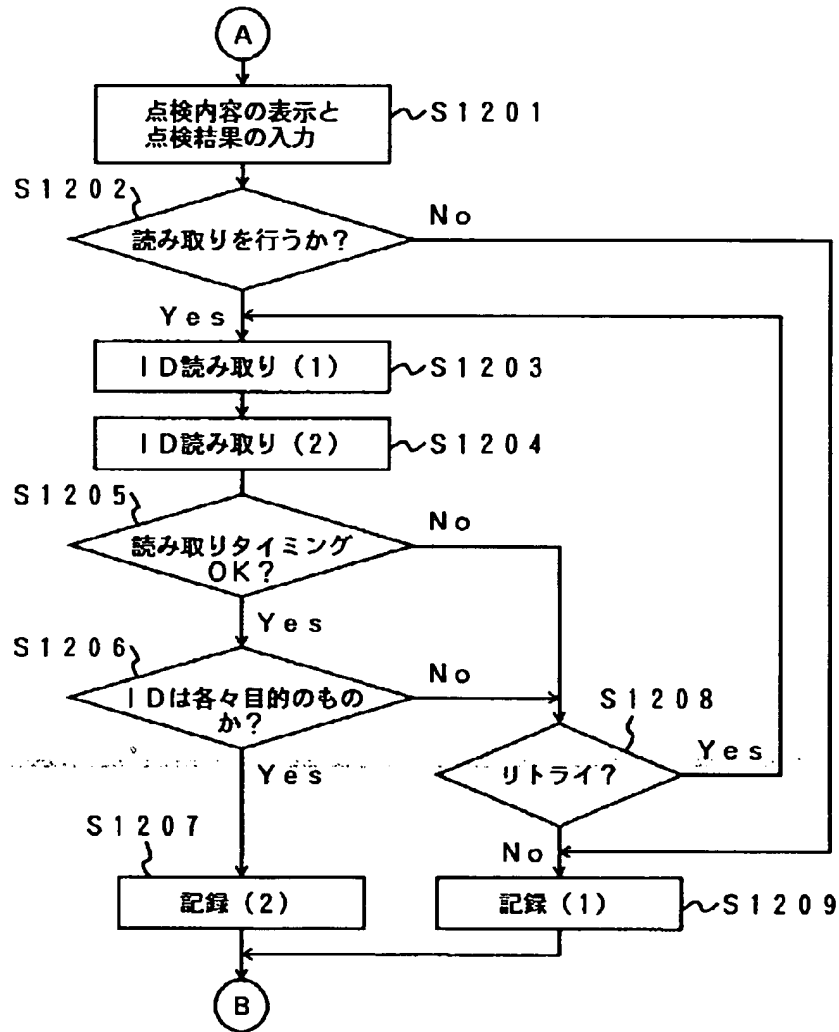 A
点検内容の表示と
点検結果の入力
S1201
S1202
読み取りを行うか？
No
Yes
ID読み取り（1）
S1203
ID読み取り（2）
S1204
S1205
読み取りタイミング
OK？
No
Yes
S1206
IDは各々目的のもの
か？
No
Yes
S1208
リトライ？
Yes
No
S1207
記録（2）
記録（1）
S1209
B